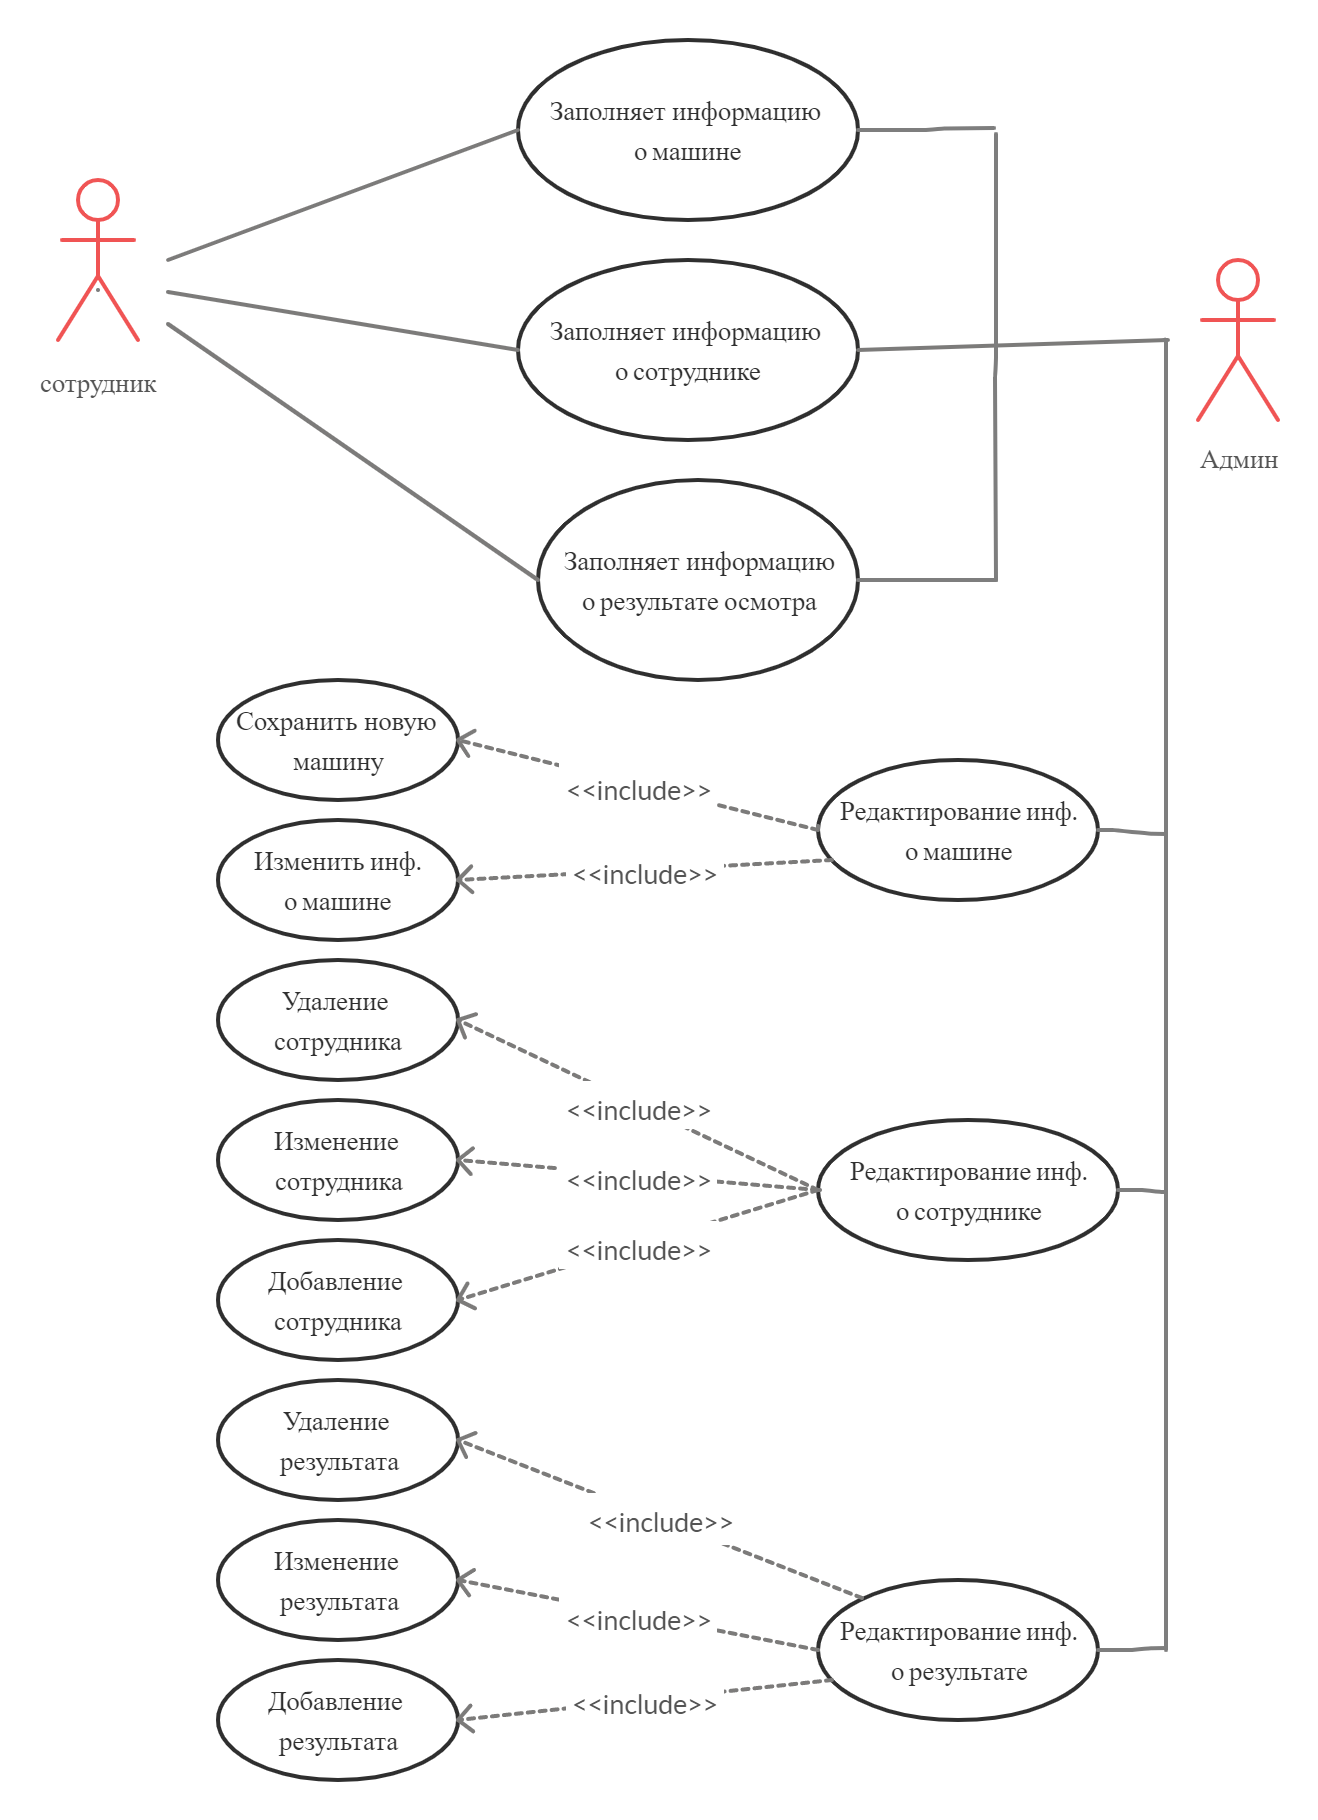 Заполняет информацию
о машине
сотрудник
Заполняет информацию
о сотруднике
Админ
Заполняет информацию
о результате осмотра
Сохранить новую
машину
<<include>>
Редактирование инф.
о машине
Изменить инф.
о машине
<<include>>
Удаление
сотрудника
<<include>>
Изменение
сотрудника
<<include>>
Редактирование инф.
о сотруднике
<<include>>
Добавление
сотрудника
Удаление
результата
<<include>>
Изменение
результата
<<include>>
Редактирование инф.
о результате
<<include>>
Добавление
результата